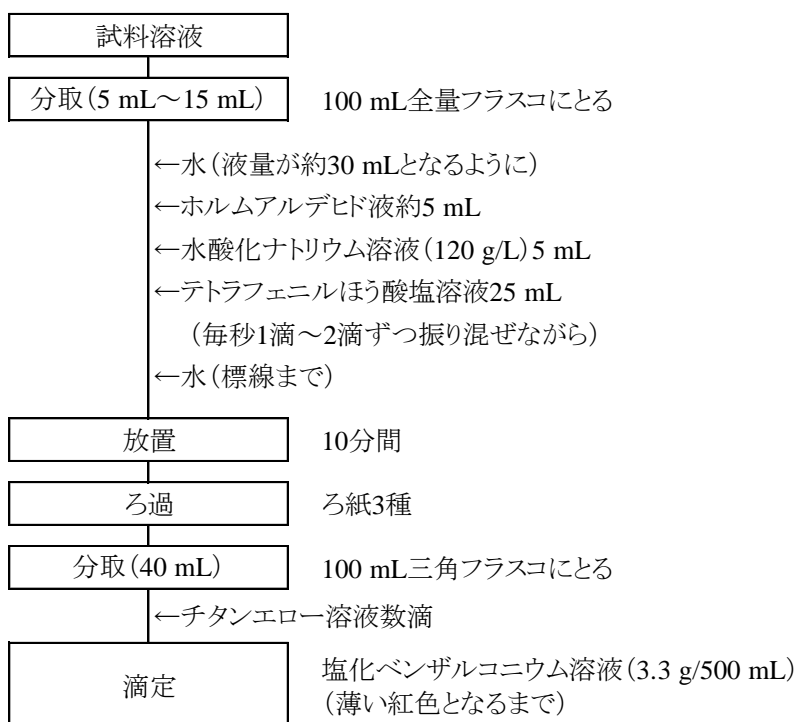 試料溶液
分取(5 mL～15 mL) 100 mL全量フラスコにとる
←水(液量が約30 mLとなるように)
←ホルムアルデヒド液約5 mL
←水酸化ナトリウム溶液(120 g/L)5 mL
←テトラフェニルほう酸塩溶液25 mL
(毎秒1滴～2滴ずつ振り混ぜながら)
←水(標線まで)
放置 10分間
ろ過 ろ紙3種
分取(40 mL) 100 mL三角フラスコにとる
←チタンエロー溶液数滴
滴定 塩化ベンザルコニウム溶液(3.3 g/500 mL)
(薄い紅色となるまで)